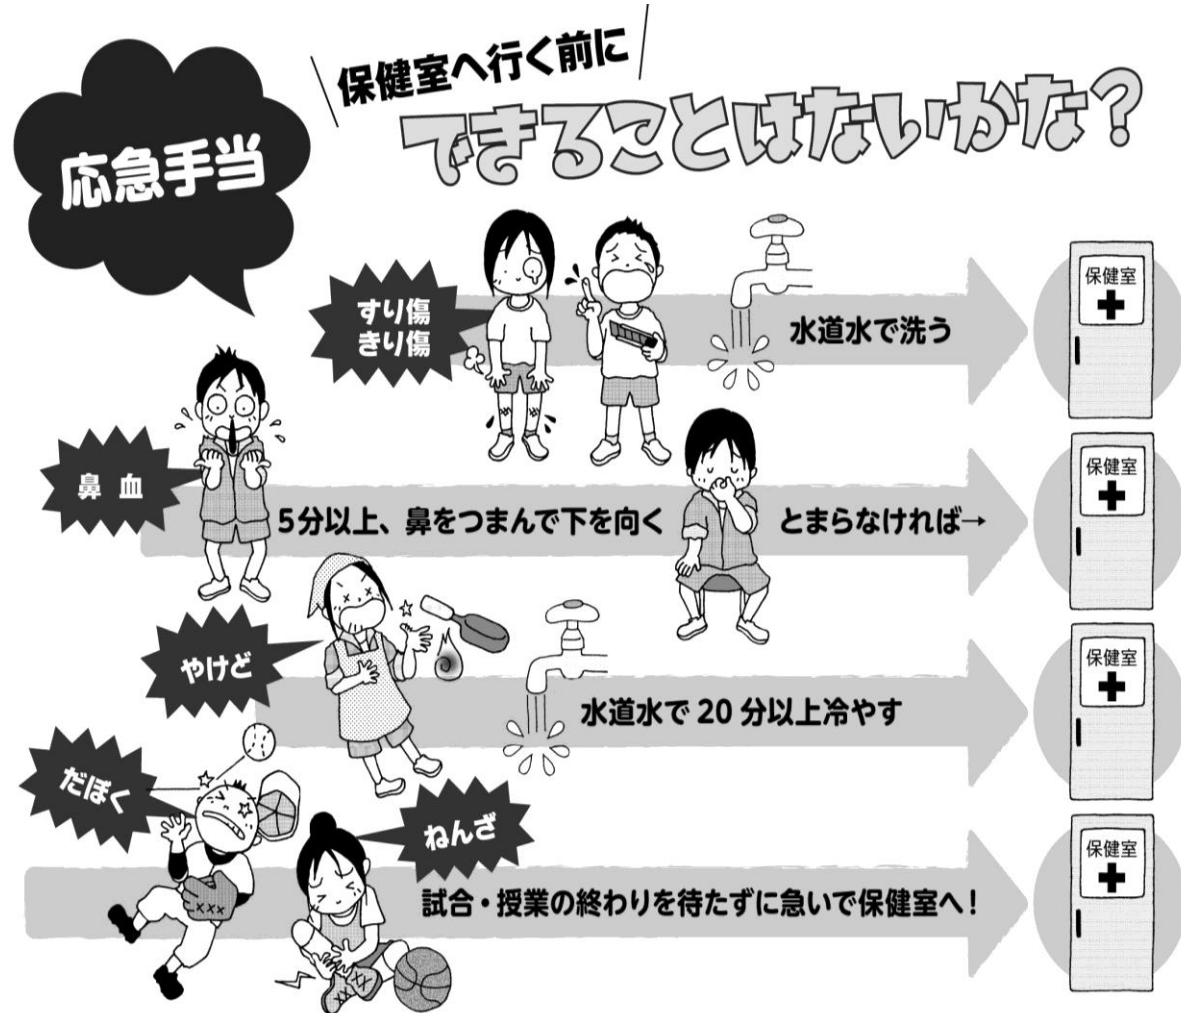 応急手当
保健室へ行く前に
できることはないかな？
すり傷
きり傷
水道水で洗う
保健室
鼻血
5分以上、鼻をつまんで下を向く
とまらなければ→
保健室
やけど
水道水で20分以上冷やす
保健室
だぼく
ねんざ
試合・授業の終わりを待たずに急いで保健室へ！
保健室